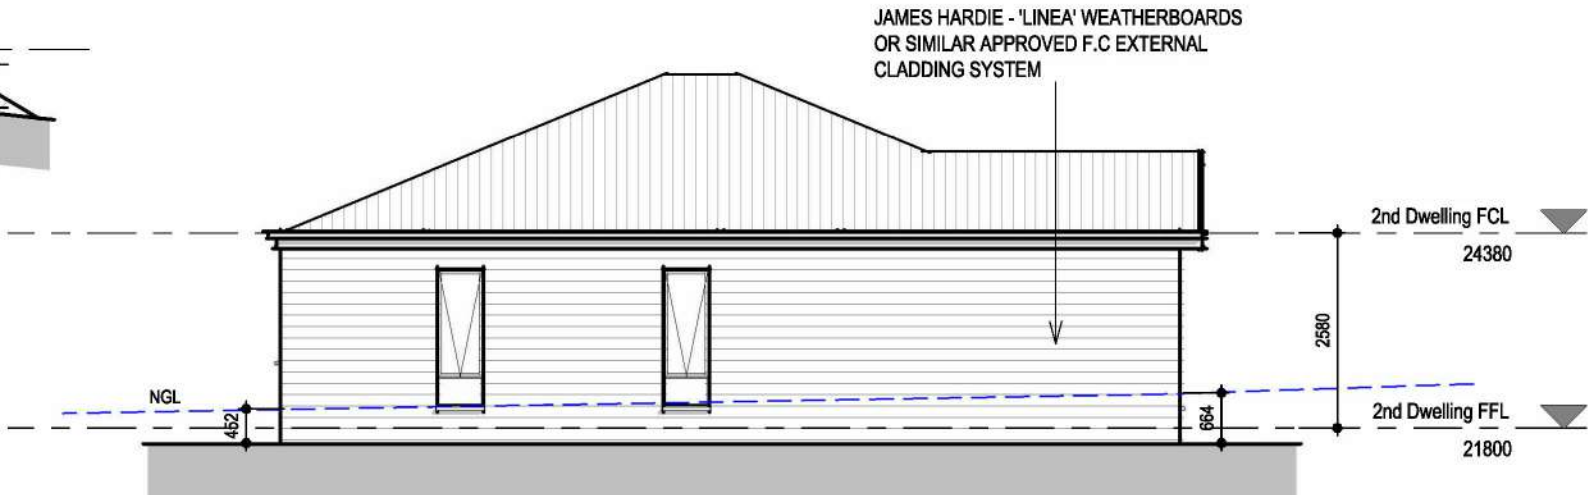 JAMES HARDIE - 'LINEA' WEATHERBOARDS
OR SIMILAR APPROVED F.C EXTERNAL
CLADDING SYSTEM
2nd Dwelling FCL
24380
2580
NGL
452
664
2nd Dwelling FFL
21800